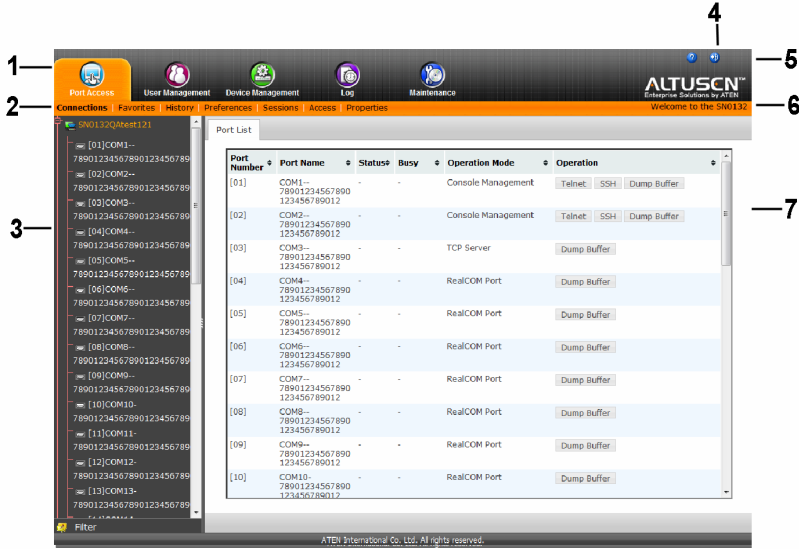 4
1
5
Port Access
User Management
Device Management
Log
Maintenance
ALTUSCN™
Enterprise Solutions by ATEN
2
Connections | Favorites | History | Preferences | Sessions | Access | Properties
Welcome to the SN0132
6
SN0132QAtest121
[01]COM1--
78901234567890123456789
[02]COM2--
78901234567890123456789
[03]COM3--
78901234567890123456789
[04]COM4--
78901234567890123456789
[05]COM5--
78901234567890123456789
[06]COM6--
78901234567890123456789
[07]COM7--
78901234567890123456789
[08]COM8--
78901234567890123456789
[09]COM9--
78901234567890123456789
[10]COM10-
78901234567890123456789
[11]COM11-
78901234567890123456789
[12]COM12-
78901234567890123456789
[13]COM13-
78901234567890123456789
3
Filter
Port List
Port Number
Port Name
Status
Busy
Operation Mode
Operation
[01] COM1-- - - Console Management Telnet SSH Dump Buffer
78901234567890
123456789012
[02] COM2-- - - Console Management Telnet SSH Dump Buffer
78901234567890
123456789012
[03] COM3-- - - TCP Server Dump Buffer
78901234567890
123456789012
[04] COM4-- - - RealCOM Port Dump Buffer
78901234567890
123456789012
[05] COM5-- - - RealCOM Port Dump Buffer
78901234567890
123456789012
[06] COM6-- - - RealCOM Port Dump Buffer
78901234567890
123456789012
[07] COM7-- - - RealCOM Port Dump Buffer
78901234567890
123456789012
[08] COM8-- - - RealCOM Port Dump Buffer
78901234567890
123456789012
[09] COM9-- - - RealCOM Port Dump Buffer
78901234567890
123456789012
[10] COM10- - - RealCOM Port Dump Buffer
78901234567890
123456789012
7
ATEN International Co. Ltd. All rights reserved.